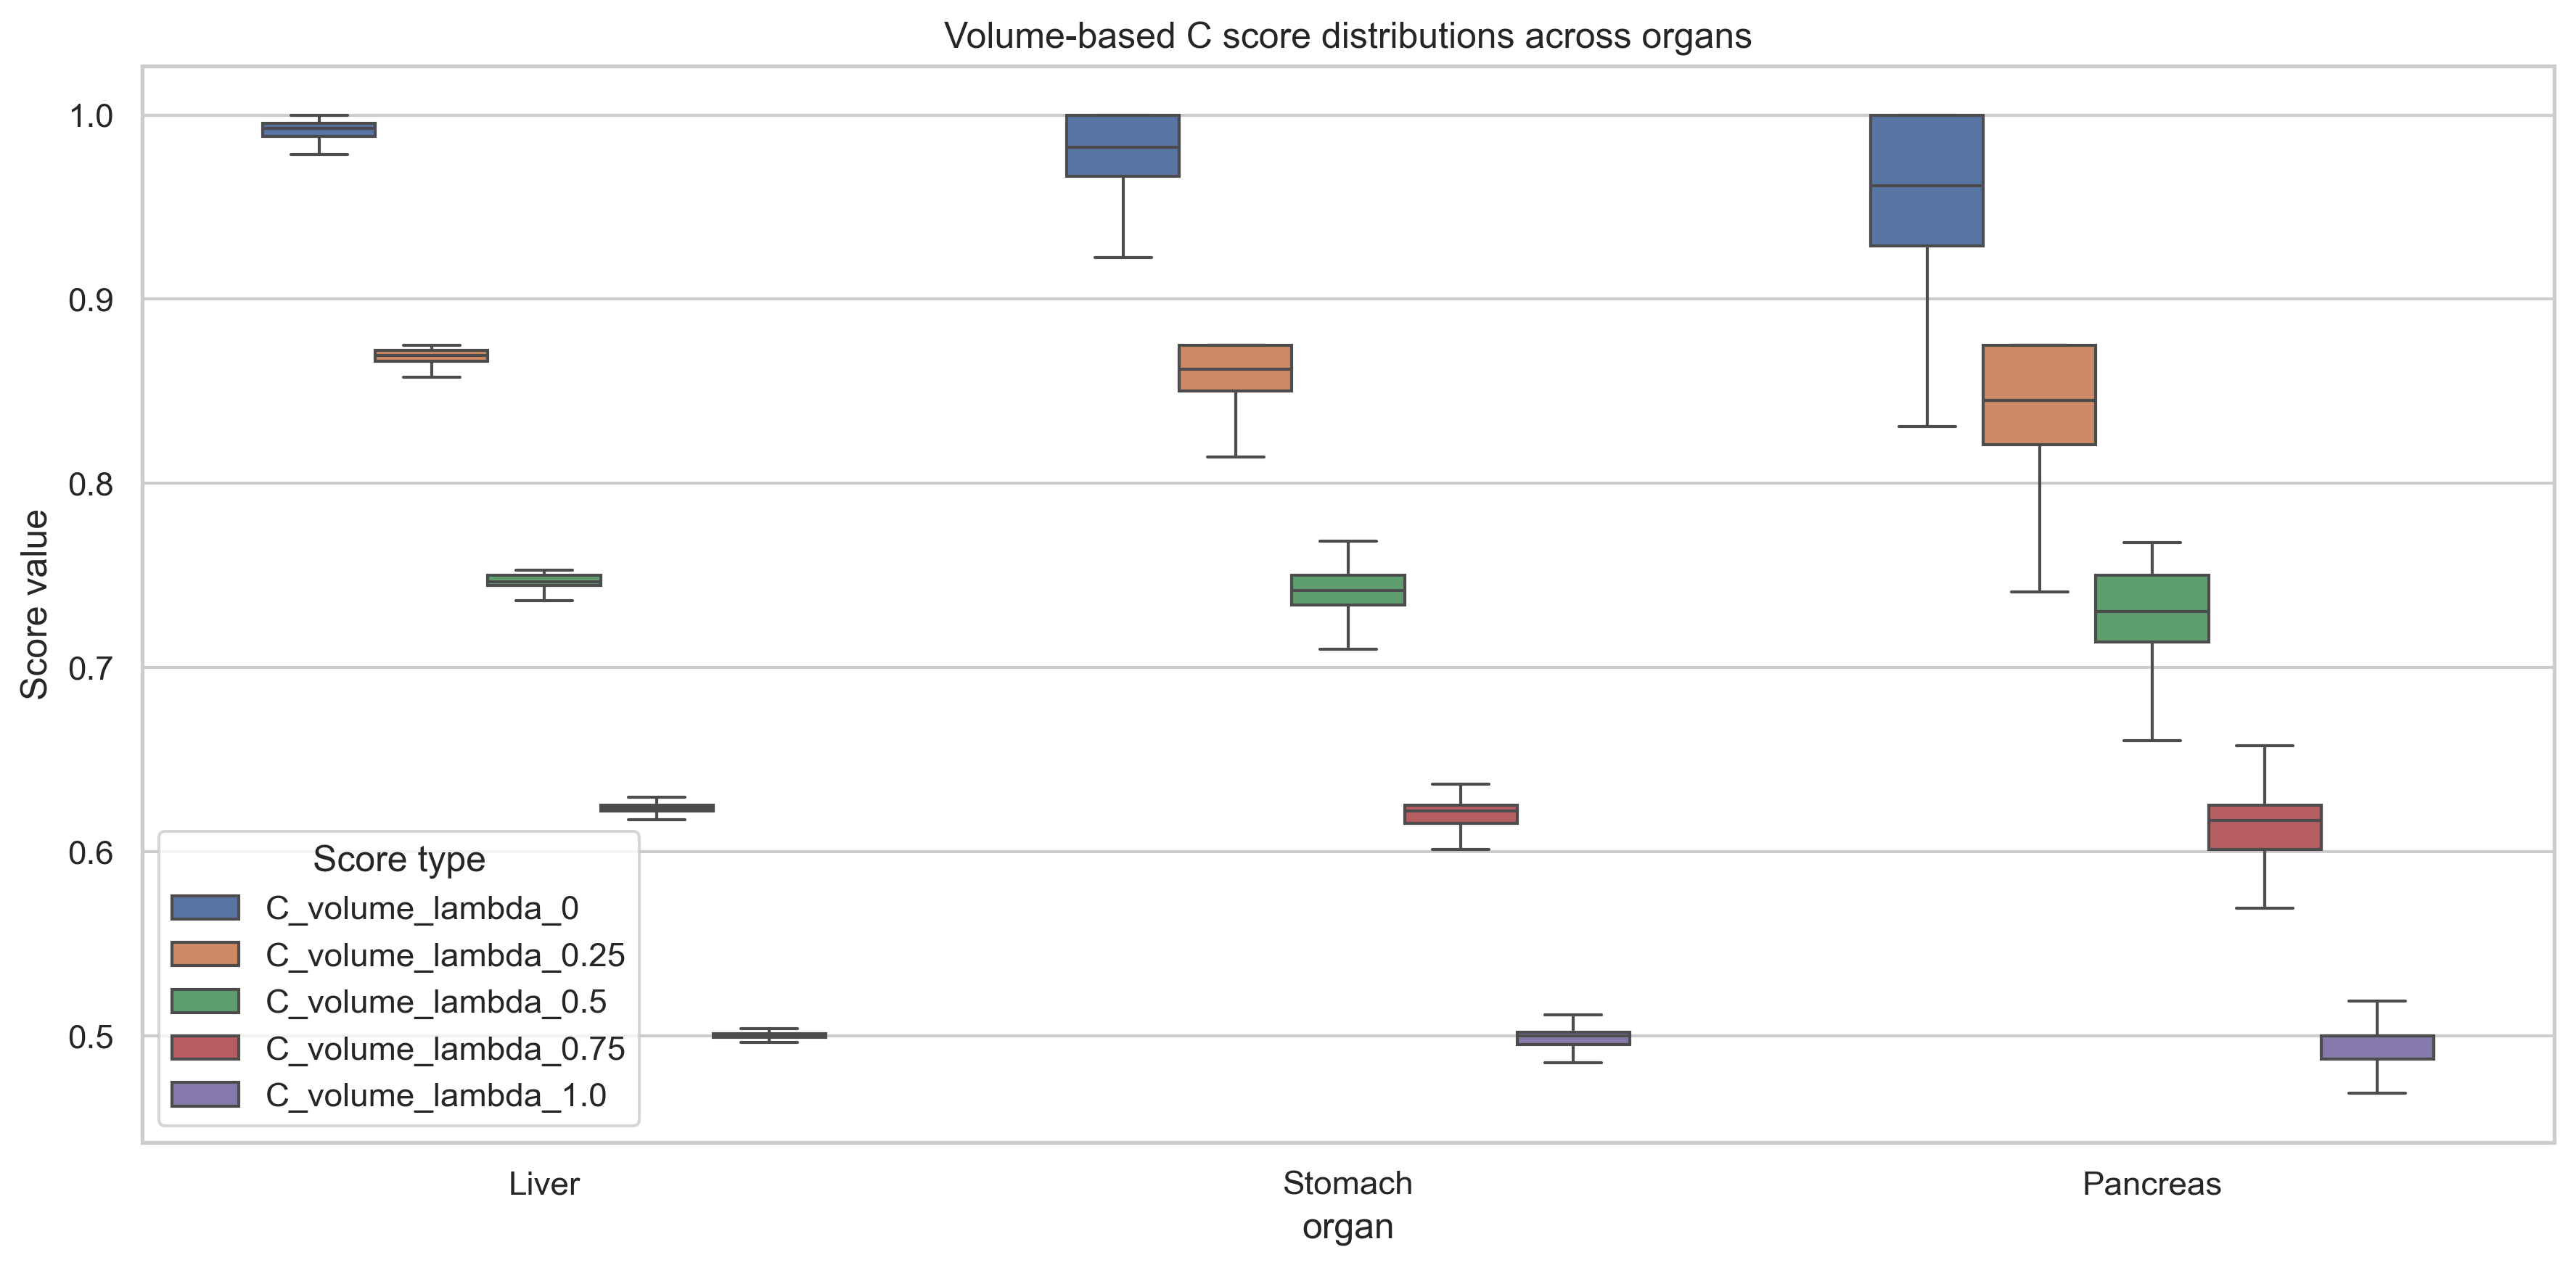 Volume-based C score distributions across organs
Score value
1.0
0.9
0.8
0.7
0.6
0.5
Score type
C_volume_lambda_0
C_volume_lambda_0.25
C_volume_lambda_0.5
C_volume_lambda_0.75
C_volume_lambda_1.0
Liver
Stomach
Pancreas
organ